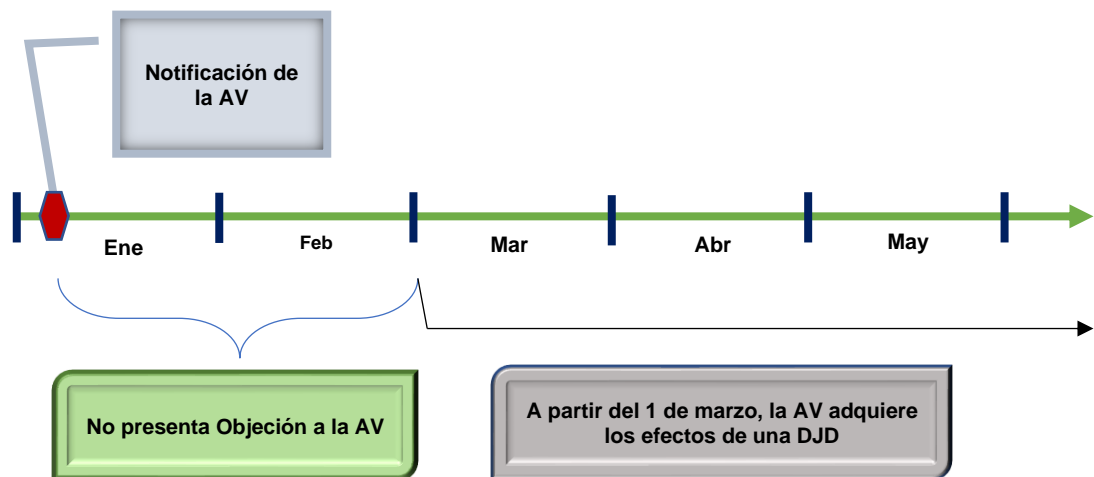 Notificación de
la AV
Ene
Feb
Mar
Abr
May
No presenta Objeción a la AV
A partir del 1 de marzo, la AV adquiere
los efectos de una DJD